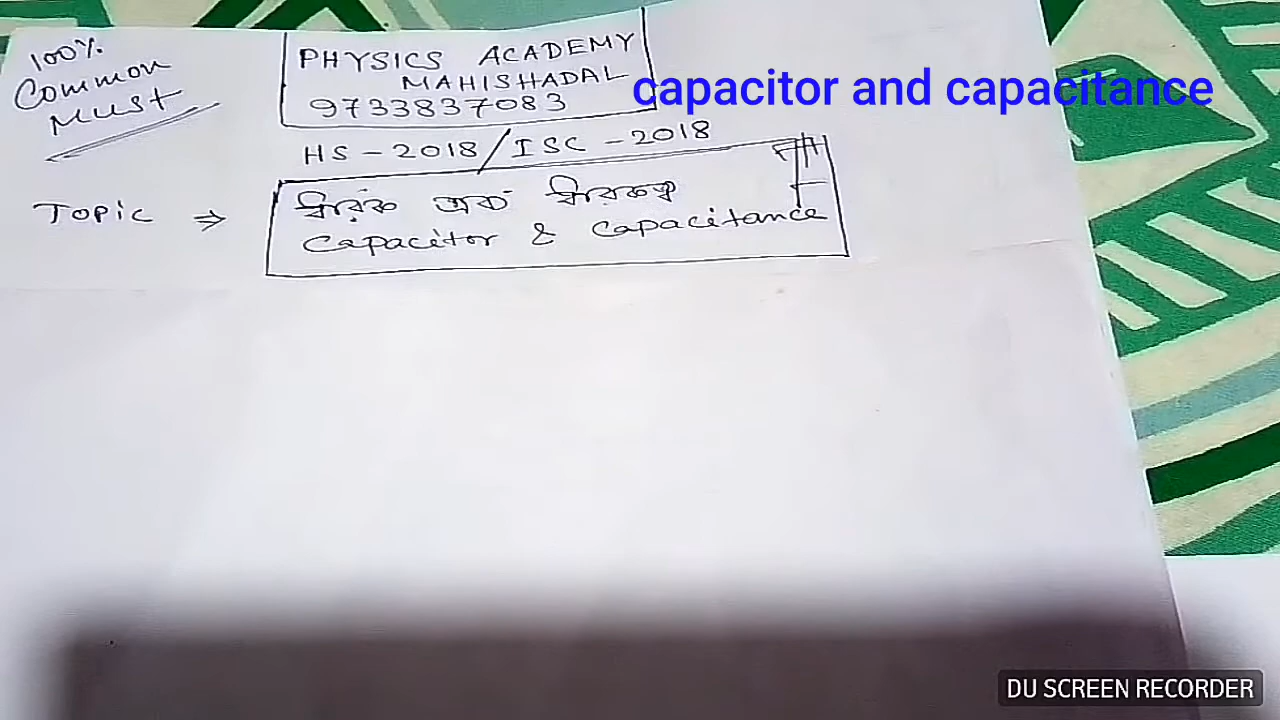 100%
Common
Must
PHYSICS ACADEMY
MAHISHADAL
9733837083
capacitor and capacitance
HS - 2018/ISC - 2018
Topic ⇒
ধারক এবং ধারকত্ব
Capacitor & Capacitance
DU SCREEN RECORDER